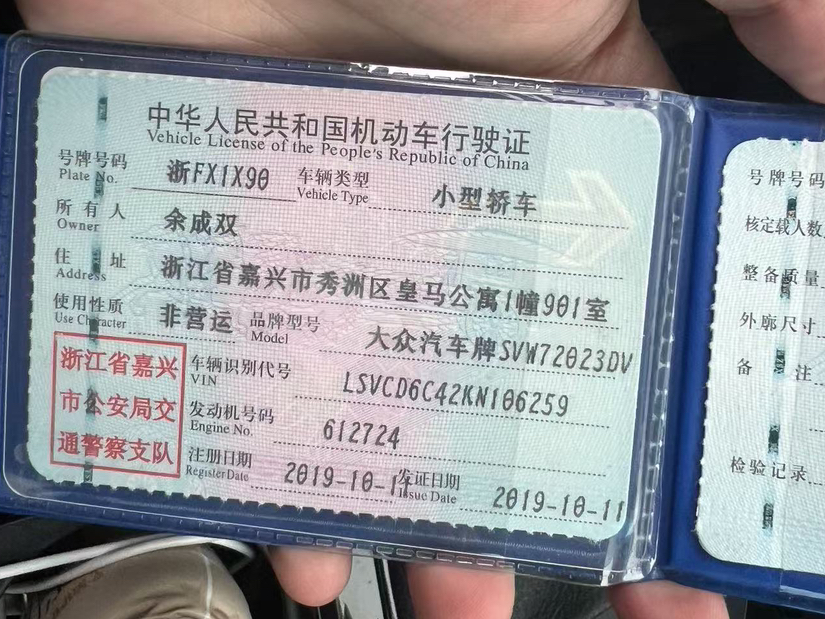 中华人民共和国机动车行驶证
Vehicle License of the People's Republic of China
号牌号码 浙FX1X90 车辆类型 小型轿车
Plate No. Vehicle Type
所有人 余成双
Owner
住址 浙江省嘉兴市秀洲区皇马公寓1幢901室
Address
使用性质 非营运 品牌型号 大众汽车牌SVW72023DV
Use Character Model
浙江省嘉兴
市公安局交
通警察支队
车辆识别代号 LSVCD6C42KN106259
VIN
发动机号码 612724
Engine No.
注册日期 2019-10-11 发证日期 2019-10-11
Register Date Issue Date
号牌号码
核定载人数
整备质量
外廓尺寸
备注
检验记录